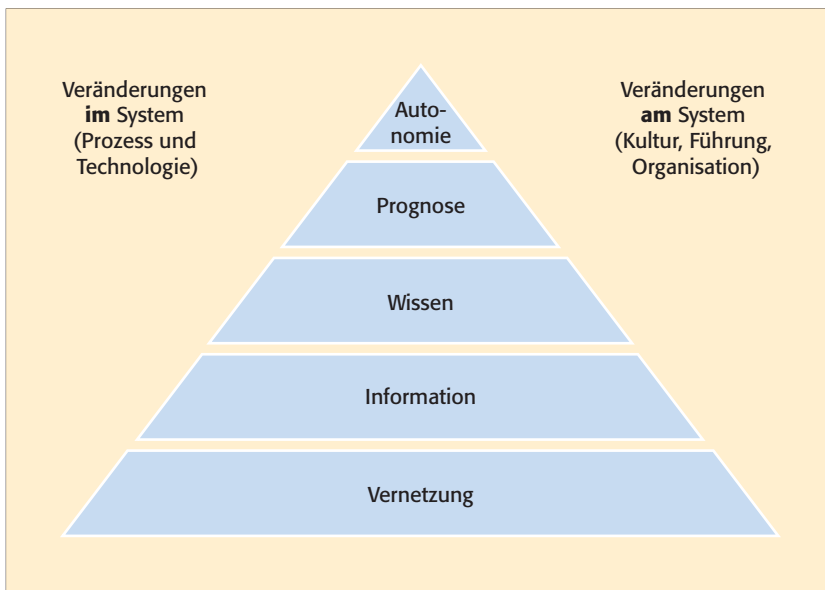 Veränderungen
im System
(Prozess und
Technologie)
Veränderungen
am System
(Kultur, Führung,
Organisation)
Auto-
nomie
Prognose
Wissen
Information
Vernetzung